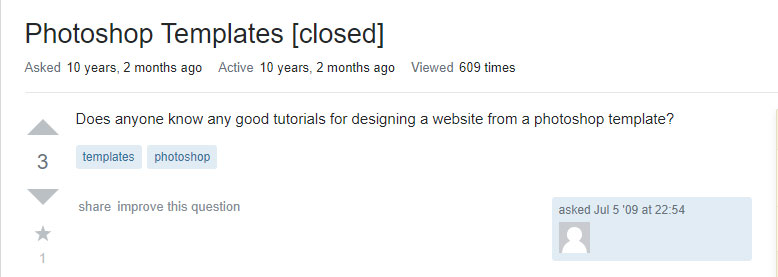 Photoshop Templates [closed]
Asked 10 years, 2 months ago Active 10 years, 2 months ago Viewed 609 times
Does anyone know any good tutorials for designing a website from a photoshop template?
3
templates photoshop
share improve this question
asked Jul 5 '09 at 22:54
1